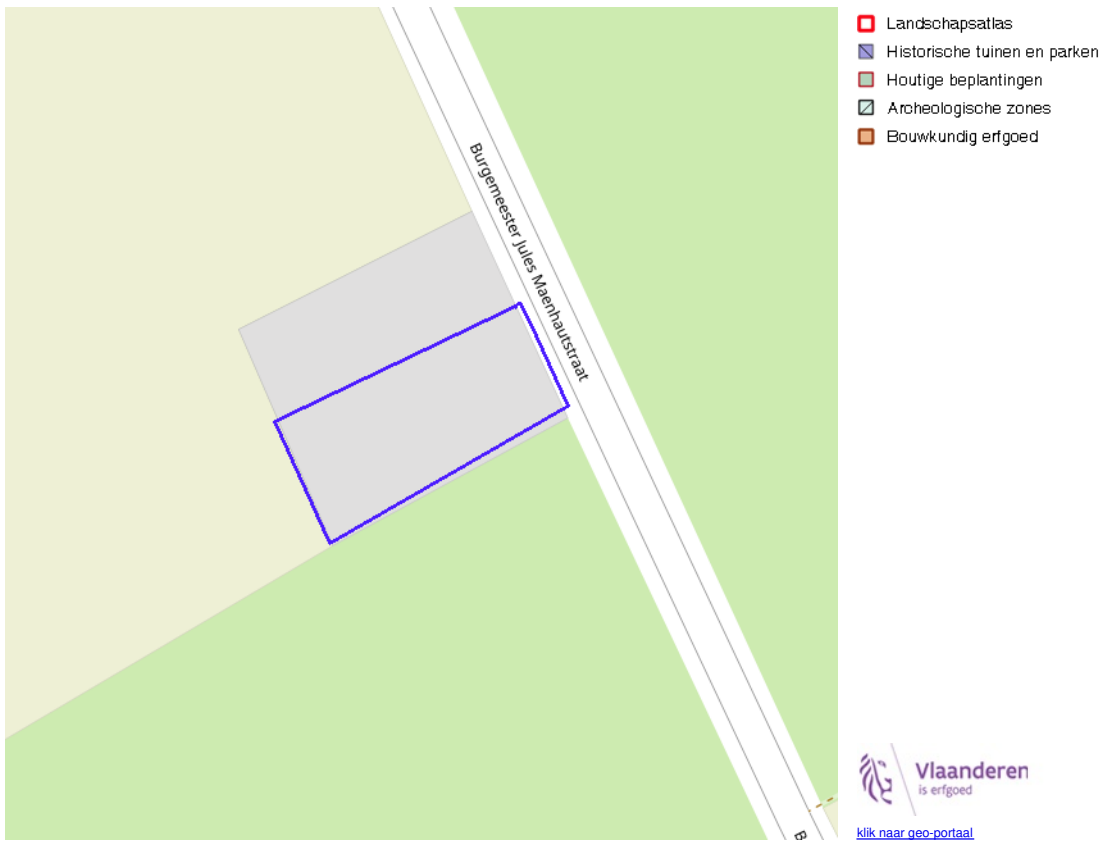 Landschapsatlas
Historische tuinen en parken
Houtige beplantingen
Archeologische zones
Bouwkundig erfgoed
Burgemeester Jules Maenhautstraat
B
Vlaanderen
is erfgoed
klik naar geo-portaal